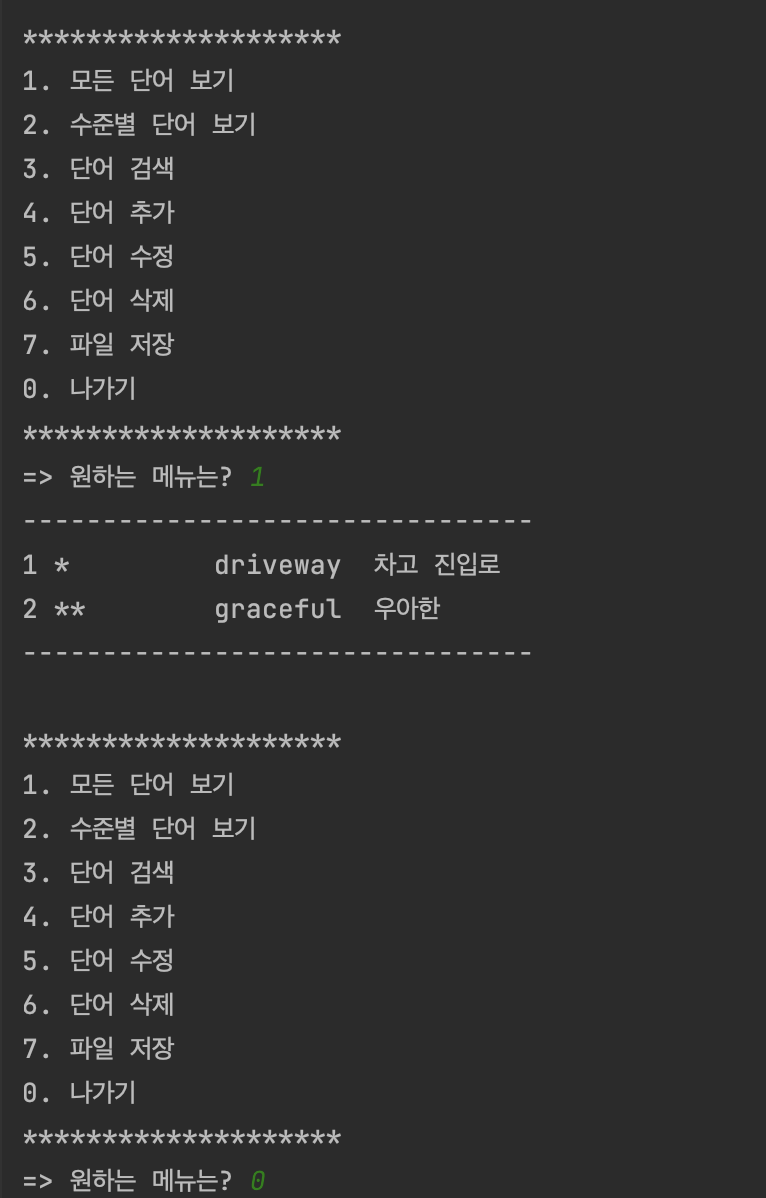 ********************
1. 모든 단어 보기
2. 수준별 단어 보기
3. 단어 검색
4. 단어 추가
5. 단어 수정
6. 단어 삭제
7. 파일 저장
0. 나가기
********************
=> 원하는 메뉴는? 1
--------------------------------
1 *         driveway  차고 진입로
2 **        graceful  우아한
--------------------------------

********************
1. 모든 단어 보기
2. 수준별 단어 보기
3. 단어 검색
4. 단어 추가
5. 단어 수정
6. 단어 삭제
7. 파일 저장
0. 나가기
********************
=> 원하는 메뉴는? 0